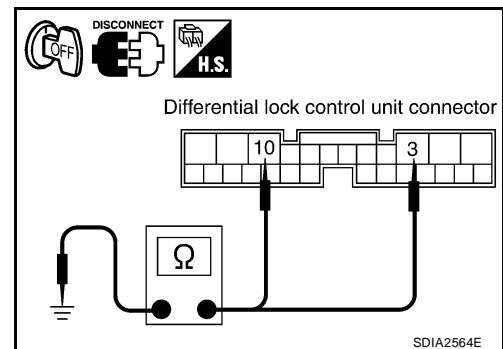 DISCONNECT
OFF
H.S.
Differential lock control unit connector
10 3
Ω
SDIA2564E